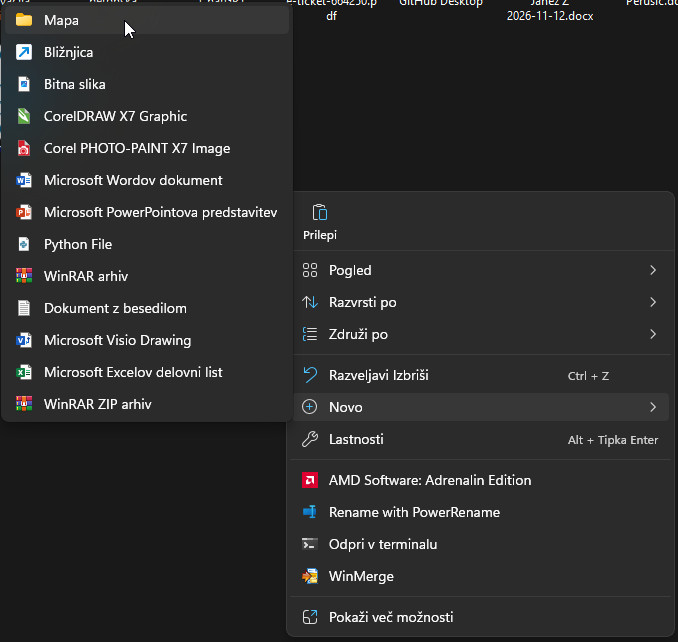 e-ticket-664250.p
df
GitHub Desktop
Janez Z
2026-11-12.docx
Mapa
Bližnjica
Bitna slika
CorelDRAW X7 Graphic
Corel PHOTO-PAINT X7 Image
Microsoft Wordov dokument
Microsoft PowerPointova predstavitev
Python File
WinRAR arhiv
Dokument z besedilom
Microsoft Visio Drawing
Microsoft Excelov delovni list
WinRAR ZIP arhiv
Prilepi
Pogled
Razvrsti po
Združi po
Razveljavi Izbriši Ctrl + Z
Novo
Lastnosti Alt + Tipka Enter
AMD Software: Adrenalin Edition
Rename with PowerRename
Odpri v terminalu
WinMerge
Pokaži več možnosti